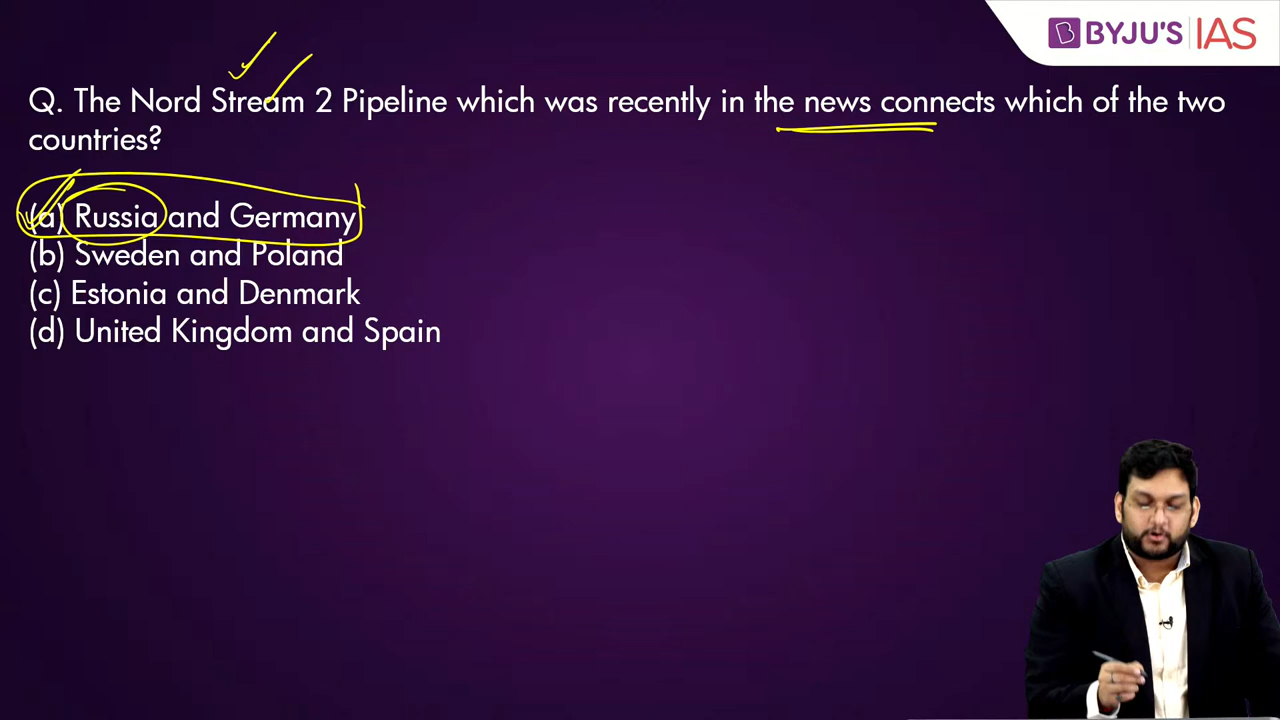 BYJU'S IAS
Q. The Nord Stream 2 Pipeline which was recently in the news connects which of the two
countries?
(a) Russia and Germany
(b) Sweden and Poland
(c) Estonia and Denmark
(d) United Kingdom and Spain